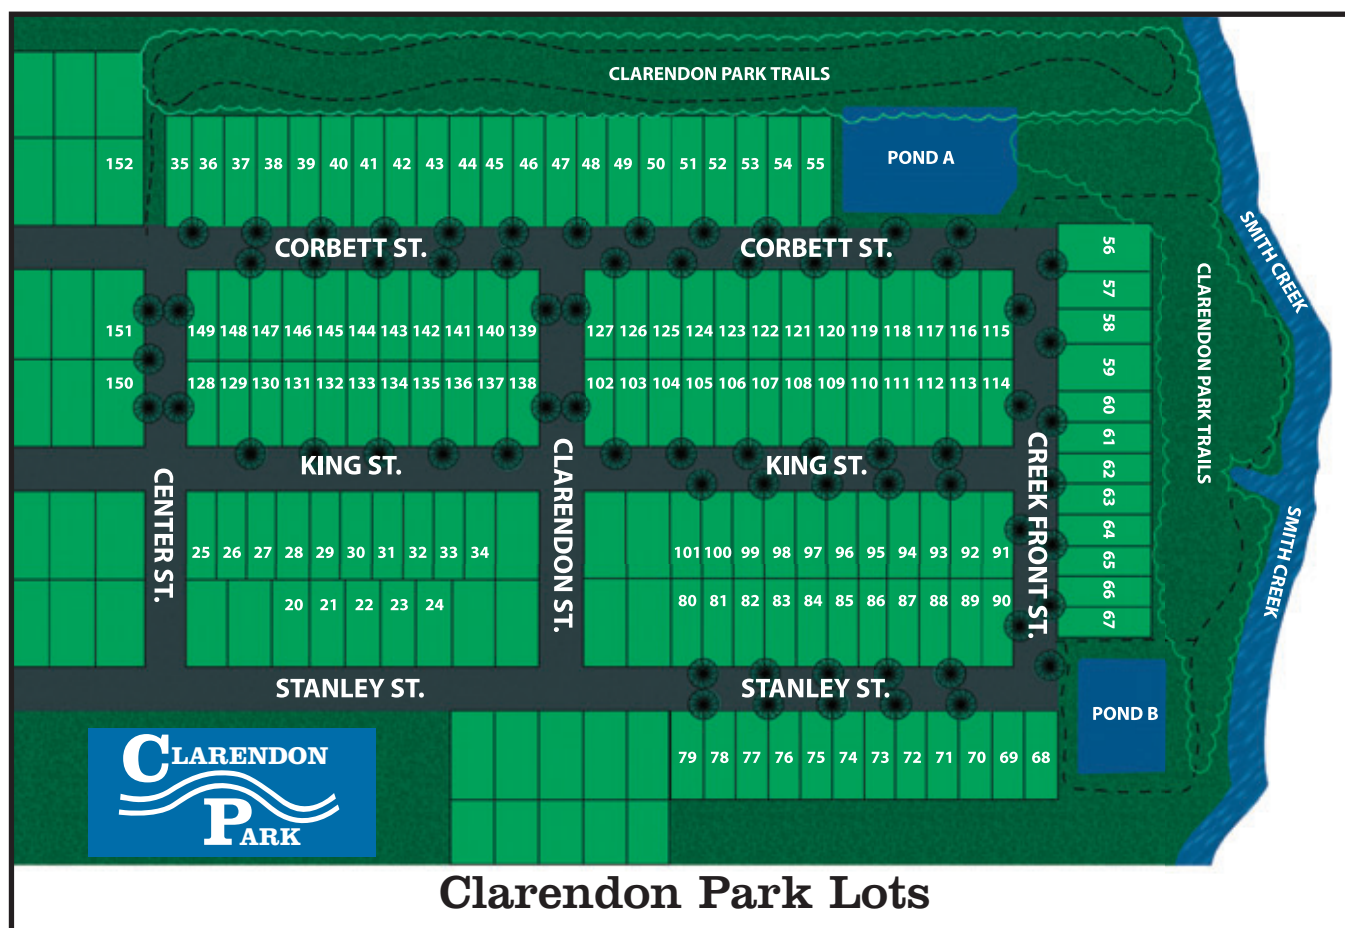 CLARENDON PARK TRAILS
152 35 36 37 38 39 40 41 42 43 44 45 46 47 48 49 50 51 52 53 54 55
POND A
CORBETT ST.
CORBETT ST.
SMITH CREEK
56
57
58
59
60
61
62
63
64
65
66
67
CLARENDON PARK TRAILS
151 149 148 147 146 145 144 143 142 141 140 139 127 126 125 124 123 122 121 120 119 118 117 116 115
150 128 129 130 131 132 133 134 135 136 137 138 102 103 104 105 106 107 108 109 110 111 112 113 114
KING ST.
KING ST.
CENTER ST.
CLARENDON ST.
CREEK FRONT ST.
SMITH CREEK
25 26 27 28 29 30 31 32 33 34 101 100 99 98 97 96 95 94 93 92 91
20 21 22 23 24 80 81 82 83 84 85 86 87 88 89 90
STANLEY ST.
STANLEY ST.
POND B
79 78 77 76 75 74 73 72 71 70 69 68
CLARENDON
PARK
Clarendon Park Lots